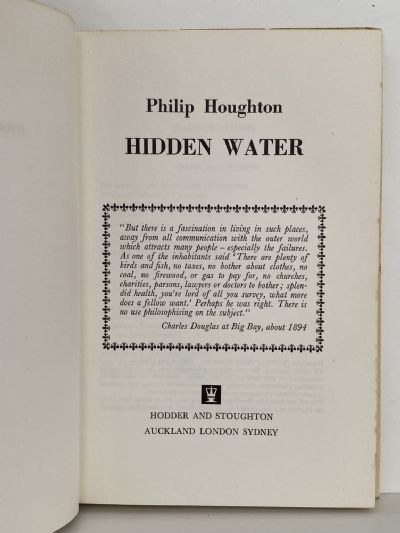 Philip Houghton
HIDDEN WATER
"But there is a fascination in living in such places,
away from all communication with the outer world
which attracts many people – especially the failures.
As one of the inhabitants said 'There are plenty of
birds and fish, no taxes, no bother about clothes, no
coal, no firewood, or gas to pay for, no churches,
charities, parsons, lawyers or doctors to bother; splen-
did health, you're lord of all you survey, what more
does a fellow want.' Perhaps he was right. There is
no use philosophising on the subject."
Charles Douglas at Big Bay, about 1894
HODDER AND STOUGHTON
AUCKLAND LONDON SYDNEY